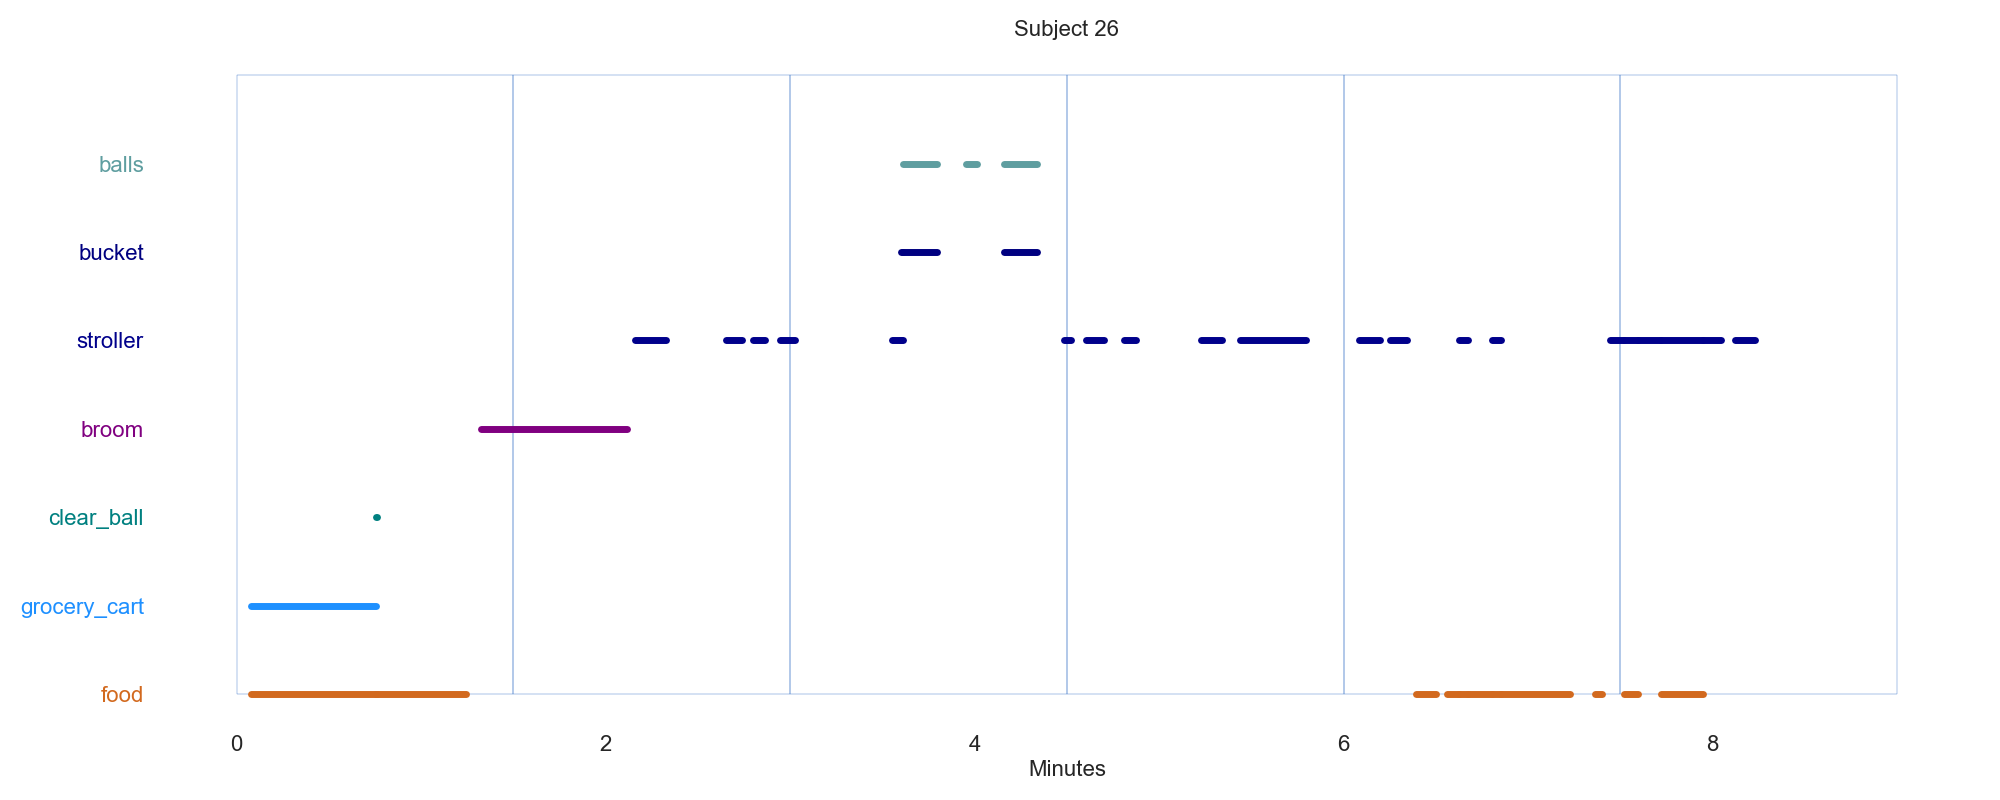 Subject 26
balls
bucket
stroller
broom
clear_ball
grocery_cart
food
0 2 4 6 8
Minutes